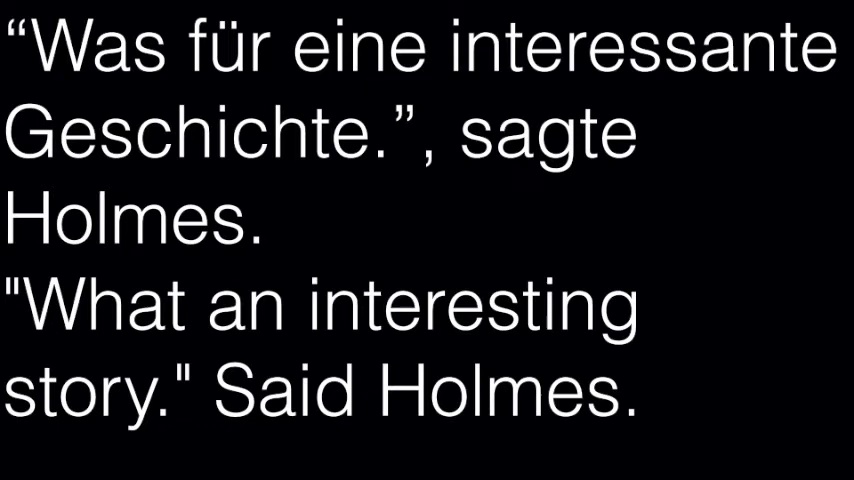 “Was für eine interessante
Geschichte.”, sagte
Holmes.
"What an interesting
story." Said Holmes.